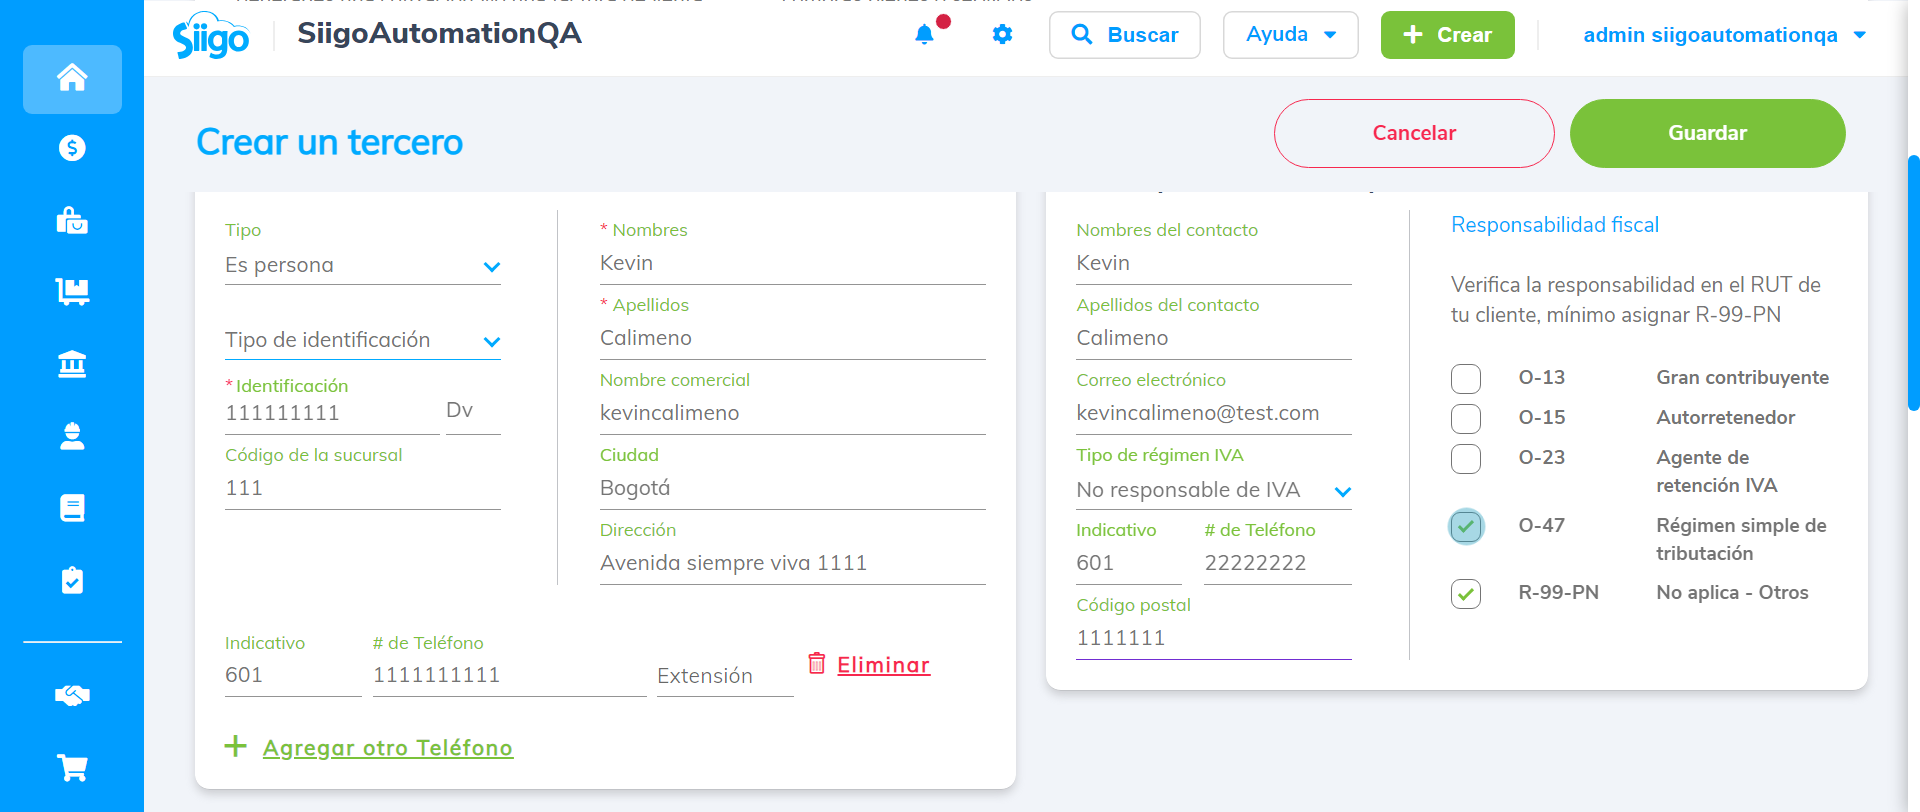 Siigo
SiigoAutomationQA
Buscar
Ayuda
Crear
admin siigoautomationqa
Crear un tercero
Cancelar
Guardar
Tipo
Es persona
Tipo de identificación
* Identificación
111111111
Dv
Código de la sucursal
111
* Nombres
Kevin
* Apellidos
Calimeno
Nombre comercial
kevincalimeno
Ciudad
Bogotá
Dirección
Avenida siempre viva 1111
Indicativo
601
# de Teléfono
1111111111
Extensión
Eliminar
Agregar otro Teléfono
Nombres del contacto
Kevin
Apellidos del contacto
Calimeno
Correo electrónico
kevincalimeno@test.com
Tipo de régimen IVA
No responsable de IVA
Indicativo
601
# de Teléfono
22222222
Código postal
1111111
Responsabilidad fiscal
Verifica la responsabilidad en el RUT de
tu cliente, mínimo asignar R-99-PN
O-13 Gran contribuyente
O-15 Autorretenedor
O-23 Agente de
retención IVA
O-47 Régimen simple de
tributación
R-99-PN No aplica - Otros